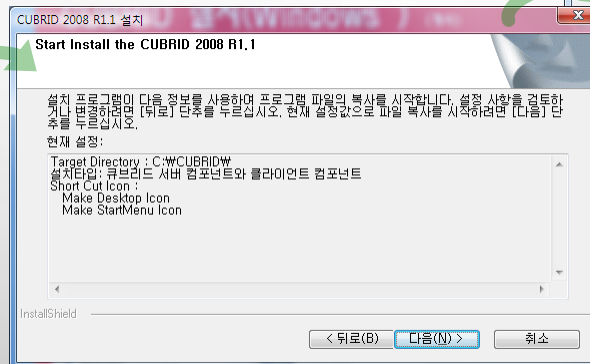 CUBRID 설치(Windows )
CUBRID 2008 R1.1 설치
Start Install the CUBRID 2008 R1.1
설치 프로그램이 다음 정보를 사용하여 프로그램 파일의 복사를 시작합니다. 설정 사항을 검토하
거나 변경하려면 [뒤로] 단추를 누르십시오. 현재 설정값으로 파일 복사를 시작하려면 [다음] 단
추를 누르십시오.
현재 설정:
Target Directory : C:₩CUBRID₩
설치타입: 큐브리드 서버 컴포넌트와 클라이언트 컴포넌트
Short Cut Icon :
Make Desktop Icon
Make StartMenu Icon
InstallShield
< 뒤로(B)
다음(N) >
취소